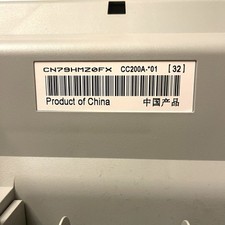 CN79HMZ0FX CC200A-*01 [32]
Product of China 中国产品